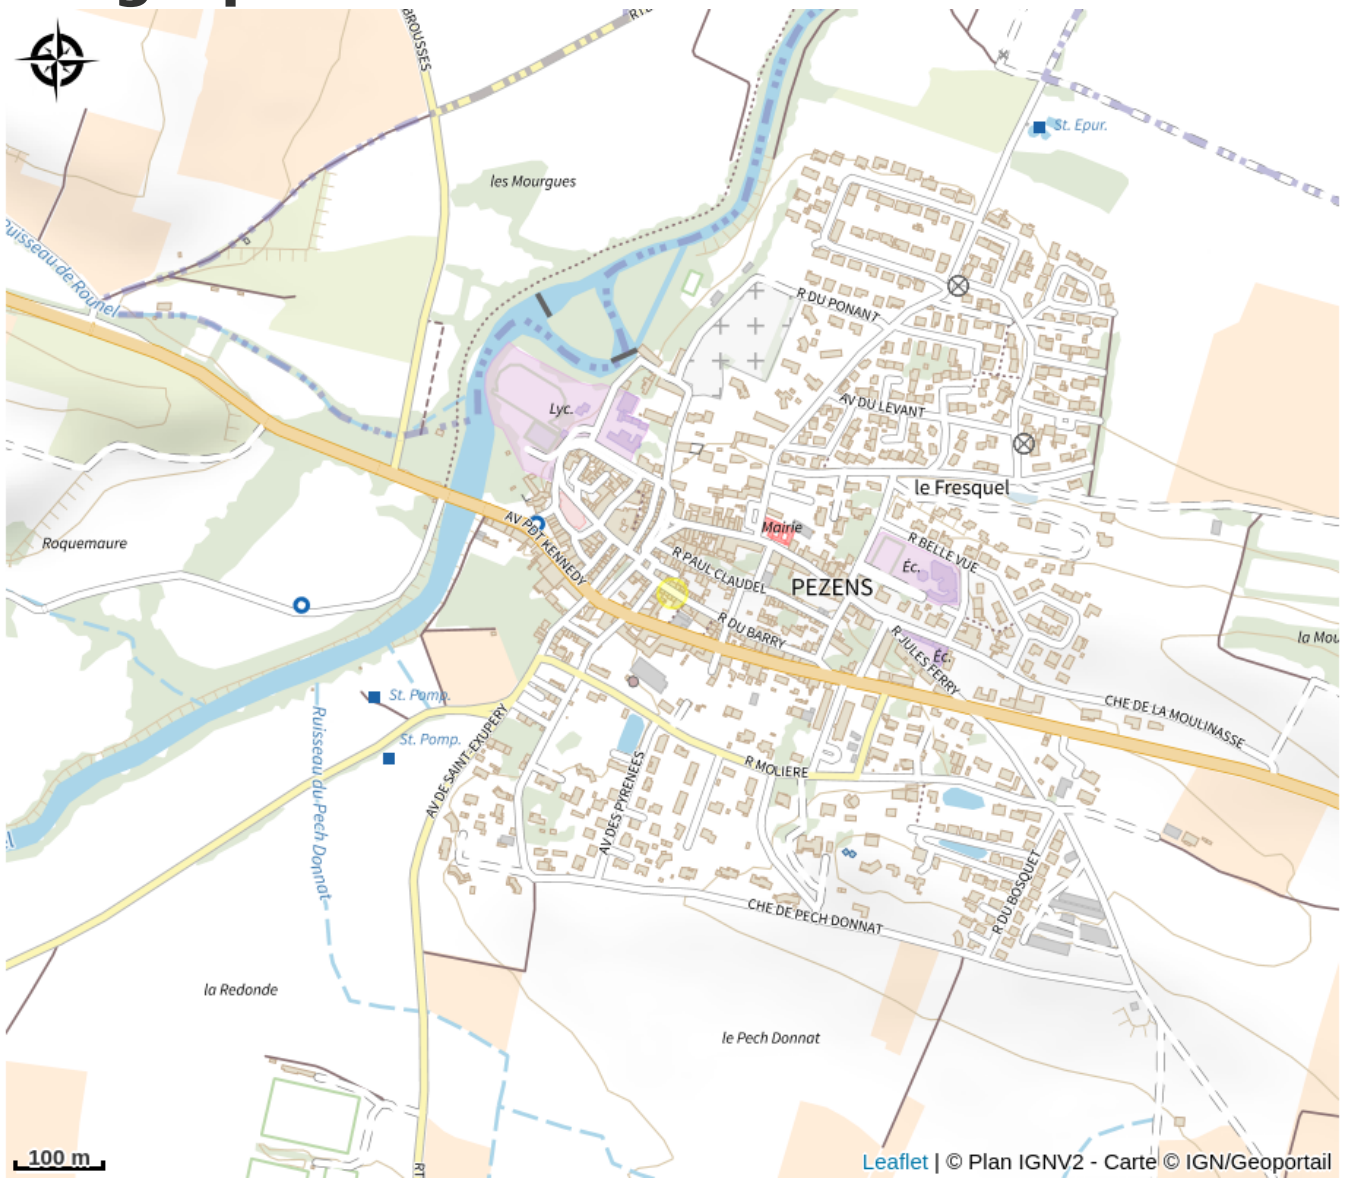 BROUSSES
les Mourgues
St. Epur.
Ruisseau de Rounel
R DU PONANT
Lyc.
AV DU LEVANT
le Fresquel
AV PDT KENNEDY
Mairie
Roquemaure
R PAUL CLAUDEL
R BELLE VUE
Éc.
PEZENS
R DU BARRY
R JULES FERRY
Éc.
la Mou
St. Pomp.
St. Pomp.
CHE DE LA MOULINASSE
Ruisseau du Pech Donnat
AV DE SAINT-EXUPERY
R MOLIERE
AV DES PYRENEES
R DU BOSQUET
CHE DE PECH DONNAT
la Redonde
le Pech Donnat
100 m
RT
Leaflet | © Plan IGNV2 - Carte © IGN/Geoportail